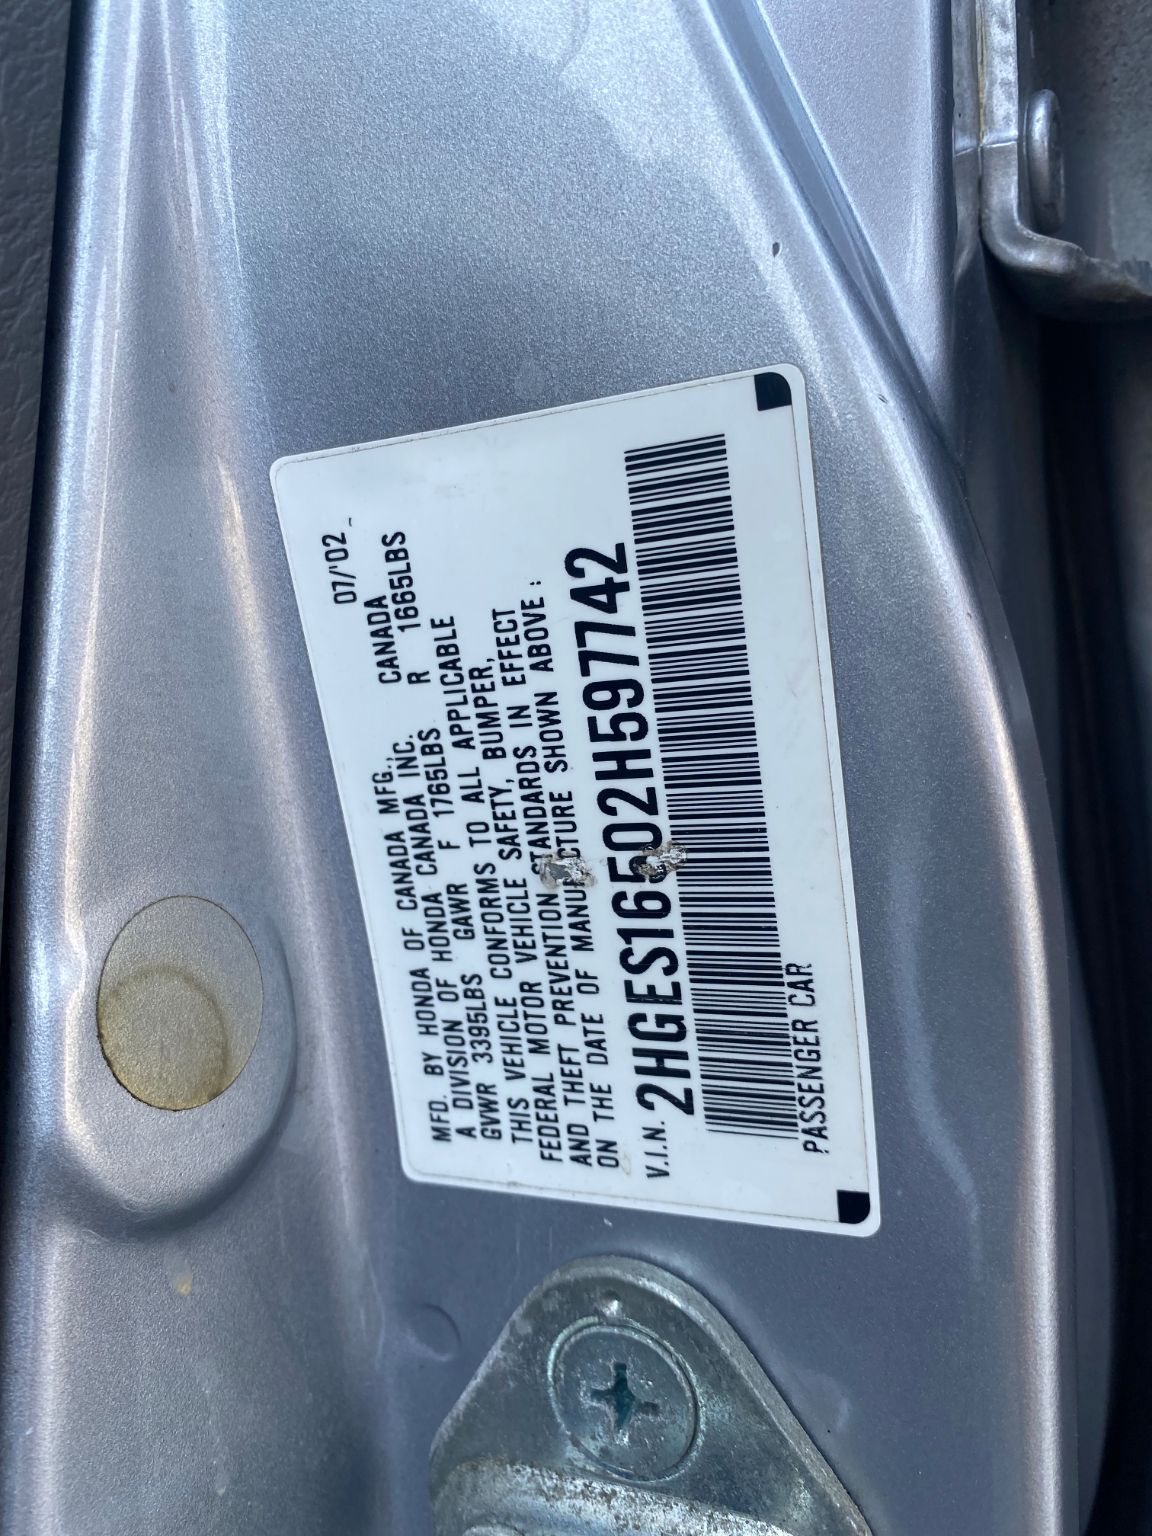 07/'02
MFD. BY HONDA OF CANADA MFG., CANADA
A DIVISION OF HONDA CANADA INC.
GVWR 3395LBS GAWR F 1765LBS R 1665LBS
THIS VEHICLE CONFORMS TO ALL APPLICABLE
FEDERAL MOTOR VEHICLE SAFETY, BUMPER,
AND THEFT PREVENTION STANDARDS IN EFFECT
ON THE DATE OF MANUFACTURE SHOWN ABOVE :
V.I.N. 2HGES16502H597742
PASSENGER CAR